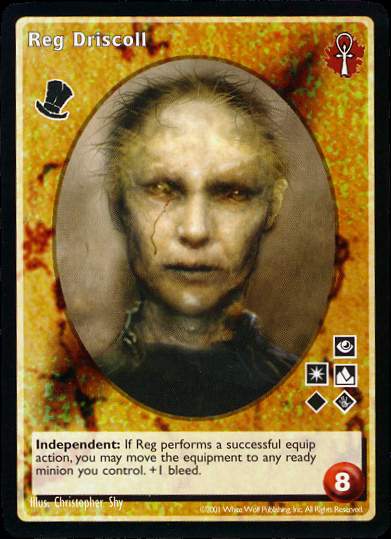 Reg Driscoll
Independent: If Reg performs a successful equip
action, you may move the equipment to any ready
minion you control. +1 bleed.
8
Illus: Christopher Shy
©2001 White Wolf Publishing, Inc. All Rights Reserved.